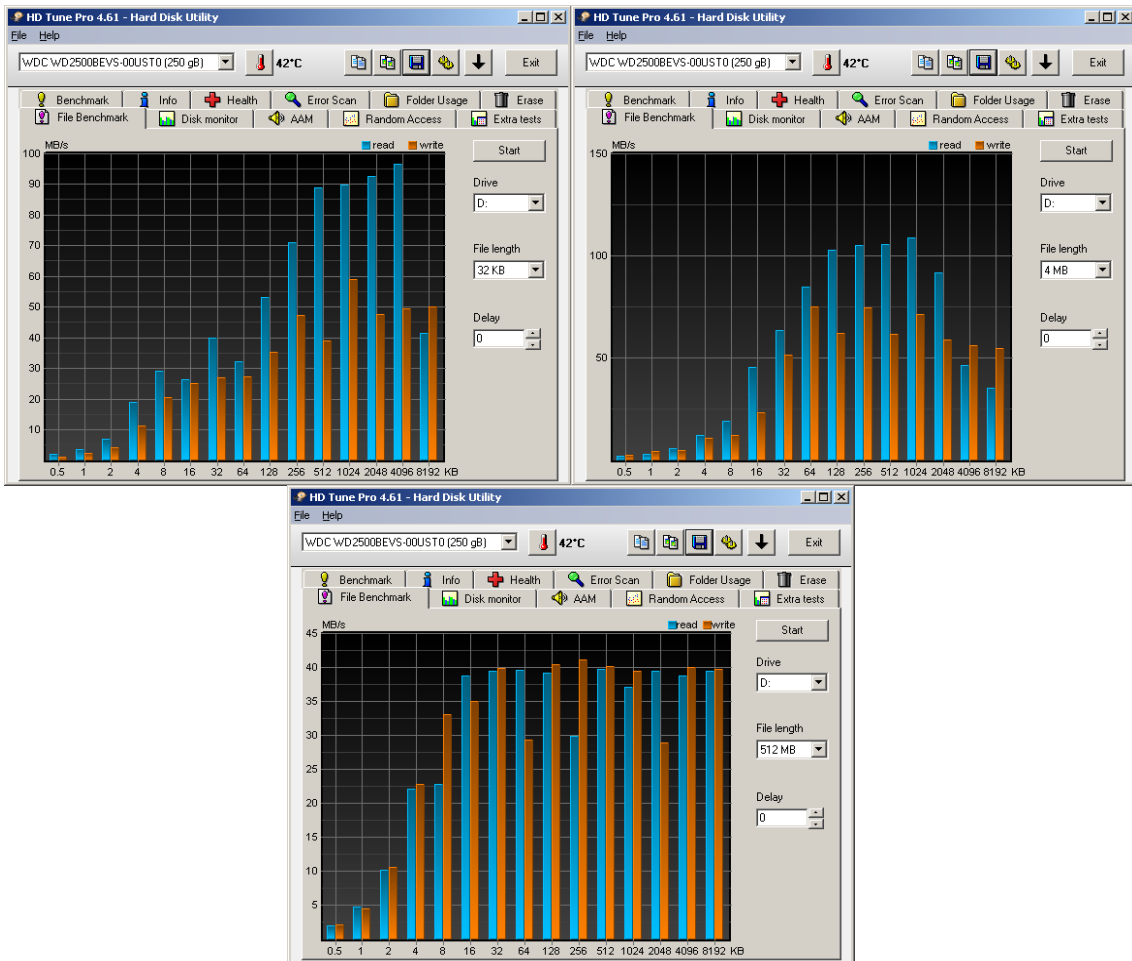 HD Tune Pro 4.61 - Hard Disk Utility
File Help
WDC WD2500BEVS-00UST0 (250 gB) 42°C Exit
Benchmark Info Health Error Scan Folder Usage Erase
File Benchmark Disk monitor AAM Random Access Extra tests
MB/s read write Start
100
90
80
70
60
50
40
30
20
10
0.5 1 2 4 8 16 32 64 128 256 512 1024 2048 4096 8192 KB
Drive
D:
File length
32 KB
Delay
0
HD Tune Pro 4.61 - Hard Disk Utility
File Help
WDC WD2500BEVS-00UST0 (250 gB) 42°C Exit
Benchmark Info Health Error Scan Folder Usage Erase
File Benchmark Disk monitor AAM Random Access Extra tests
MB/s read write Start
150
100
50
0.5 1 2 4 8 16 32 64 128 256 512 1024 2048 4096 8192 KB
Drive
D:
File length
4 MB
Delay
0
HD Tune Pro 4.61 - Hard Disk Utility
File Help
WDC WD2500BEVS-00UST0 (250 gB) 42°C Exit
Benchmark Info Health Error Scan Folder Usage Erase
File Benchmark Disk monitor AAM Random Access Extra tests
MB/s read write Start
45
40
35
30
25
20
15
10
5
0.5 1 2 4 8 16 32 64 128 256 512 1024 2048 4096 8192 KB
Drive
D:
File length
512 MB
Delay
0